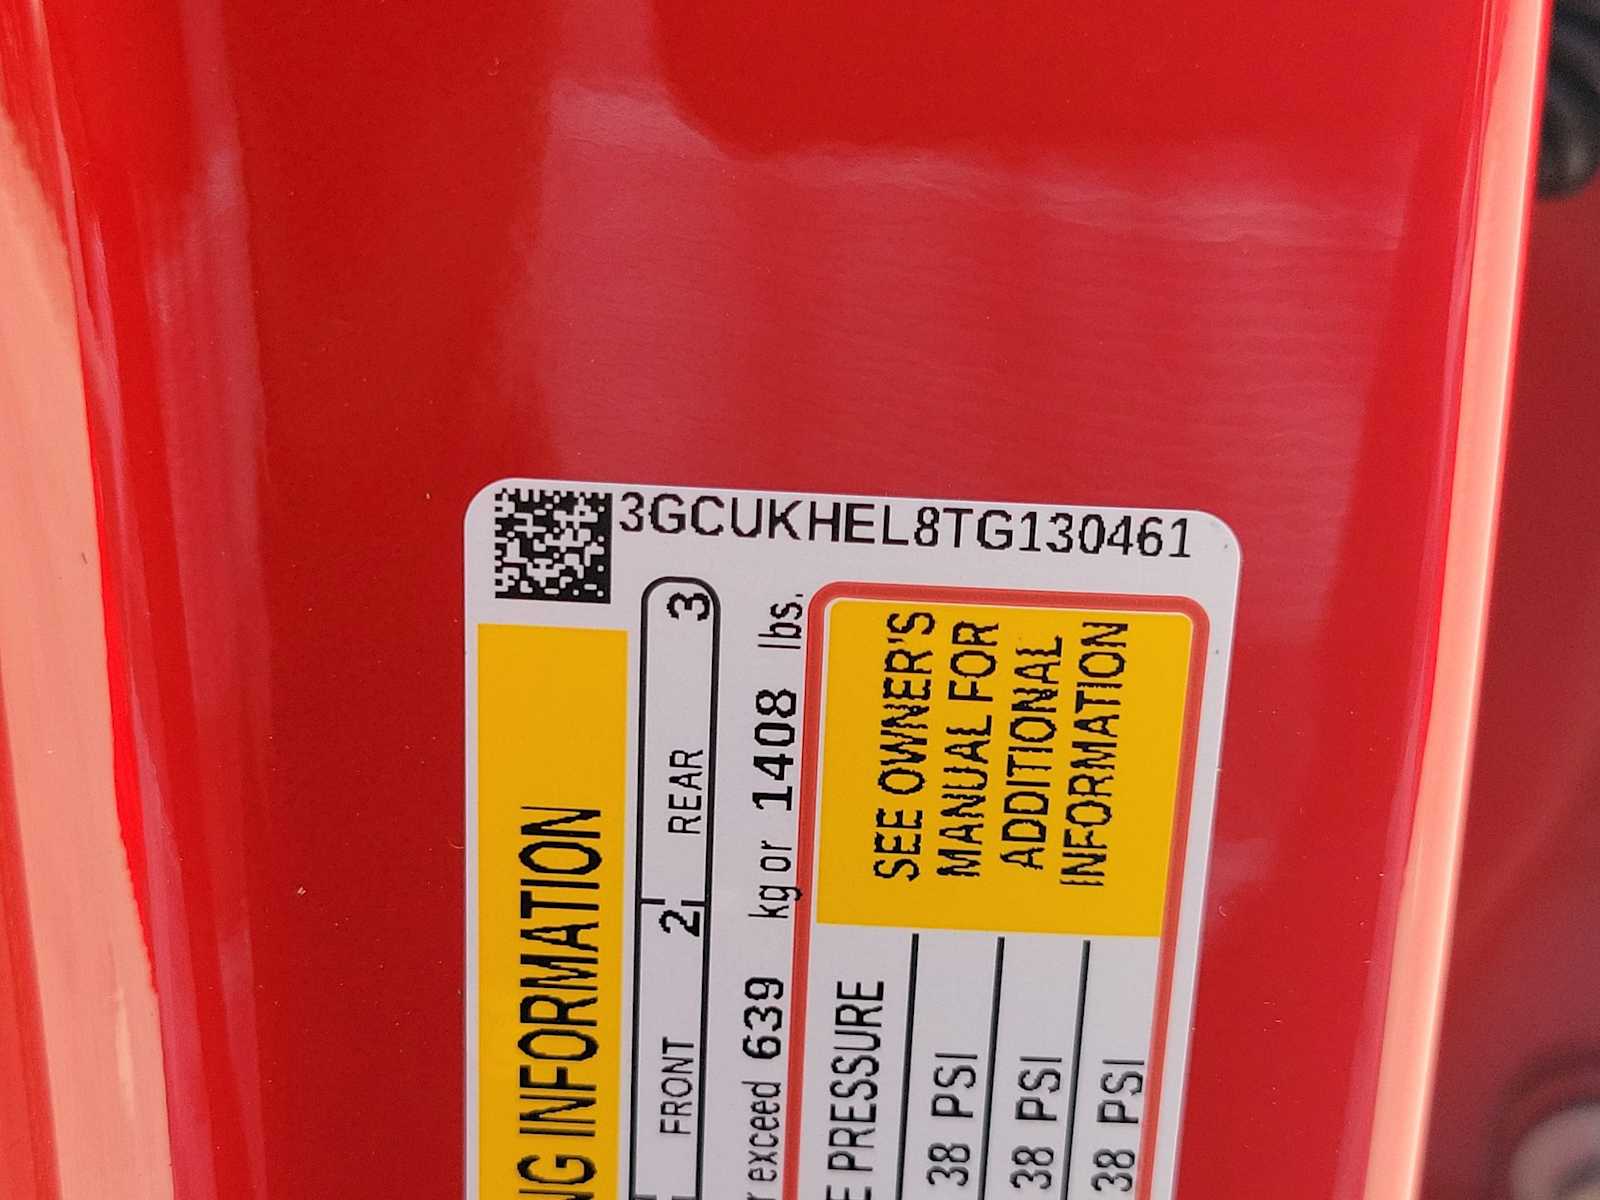 3GCUKHEL8TG130461
NG INFORMATION
FRONT 2 REAR 3
r exceed 639 kg or 1408 lbs.
E PRESSURE
SEE OWNER'S
MANUAL FOR
ADDITIONAL
INFORMATION
38 PSI
38 PSI
38 PSI